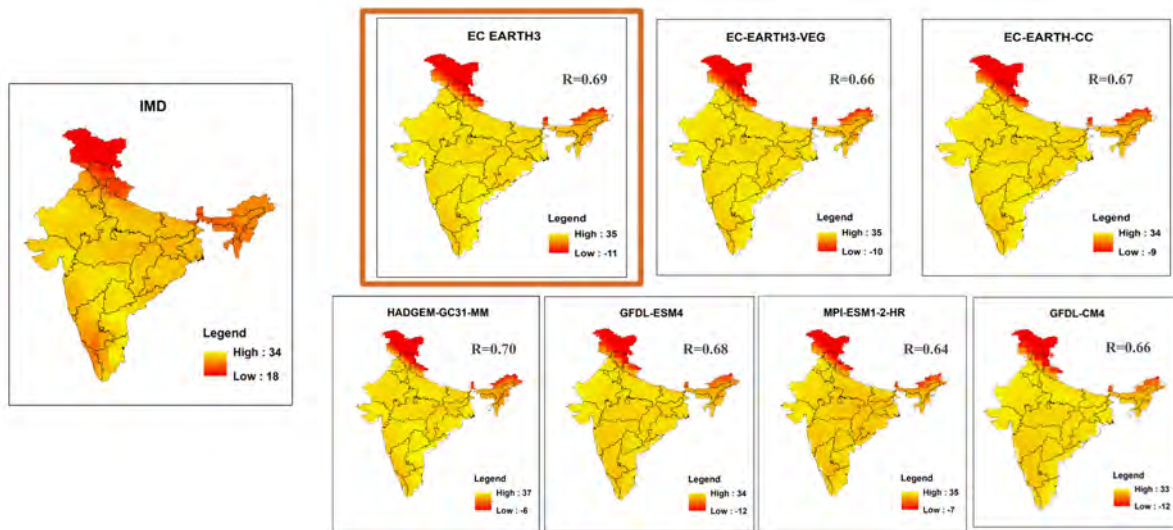 IMD
Legend
High : 34
Low : 18
EC EARTH3
R=0.69
Legend
High : 35
Low : -11
EC-EARTH3-VEG
R=0.66
Legend
High : 35
Low : -10
EC-EARTH-CC
R=0.67
Legend
High : 34
Low : -9
HADGEM-GC31-MM
R=0.70
Legend
High : 37
Low : -6
GFDL-ESM4
R=0.68
Legend
High : 34
Low : -12
MPI-ESM1-2-HR
R=0.64
Legend
High : 35
Low : -7
GFDL-CM4
R=0.66
Legend
High : 33
Low : -12